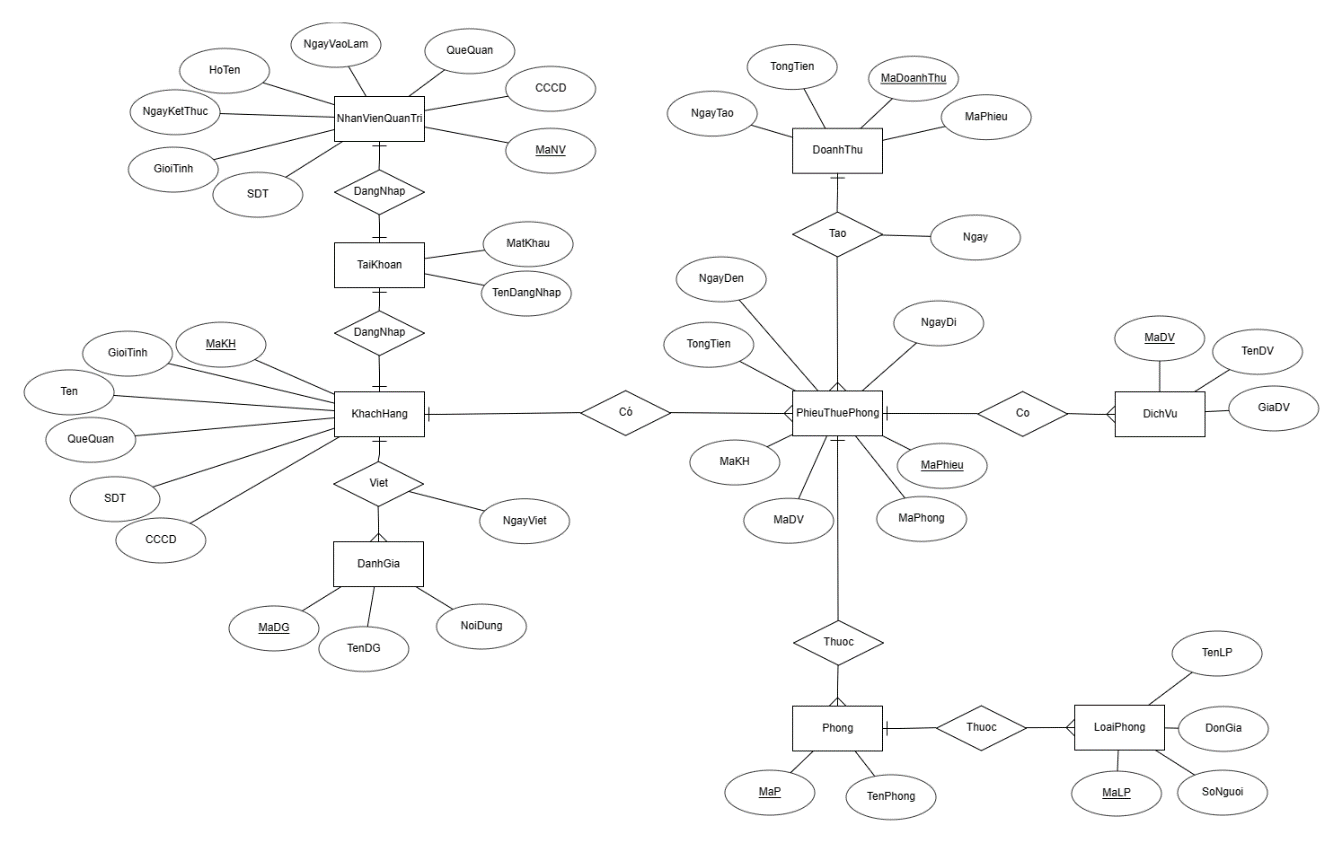 NgayVaoLam
QueQuan
HoTen
CCCD
NgayKetThuc
NhanVienQuanTri
MaNV
GioiTinh
SDT
DangNhap
TaiKhoan
MatKhau
TenDangNhap
DangNhap
MaKH
GioiTinh
Ten
KhachHang
QueQuan
SDT
CCCD
Viet
NgayViet
DanhGia
MaDG
TenDG
NoiDung
Có
TongTien
MaDoanhThu
NgayTao
MaPhieu
DoanhThu
Tao
Ngay
NgayDen
NgayDi
TongTien
PhieuThuePhong
MaKH
MaPhieu
MaDV
MaPhong
Co
MaDV
TenDV
GiaDV
DichVu
Thuoc
Phong
MaP
TenPhong
Thuoc
TenLP
LoaiPhong
DonGia
MaLP
SoNguoi